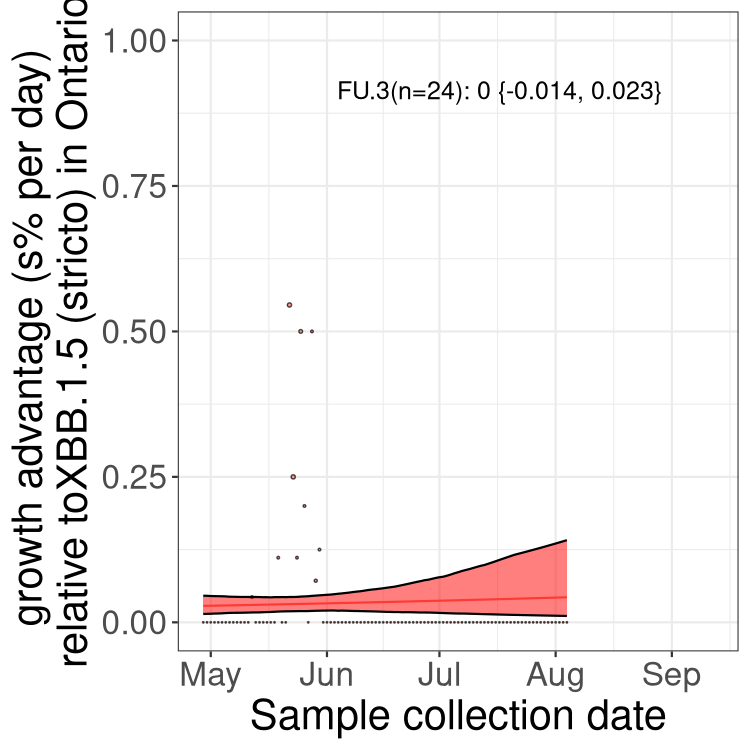 growth advantage (s% per day)
relative toXBB.1.5 (stricto) in Ontario
1.00
0.75
0.50
0.25
0.00
FU.3(n=24): 0 {-0.014, 0.023}
May Jun Jul Aug Sep
Sample collection date